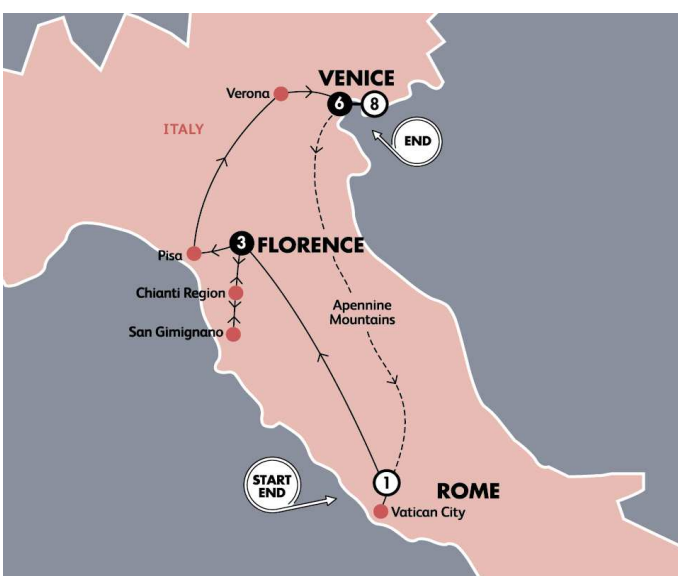 VENICE
Verona
6
8
ITALY
END
3
FLORENCE
Pisa
Chianti Region
Apennine
Mountains
San Gimignano
START
END
1
ROME
Vatican City